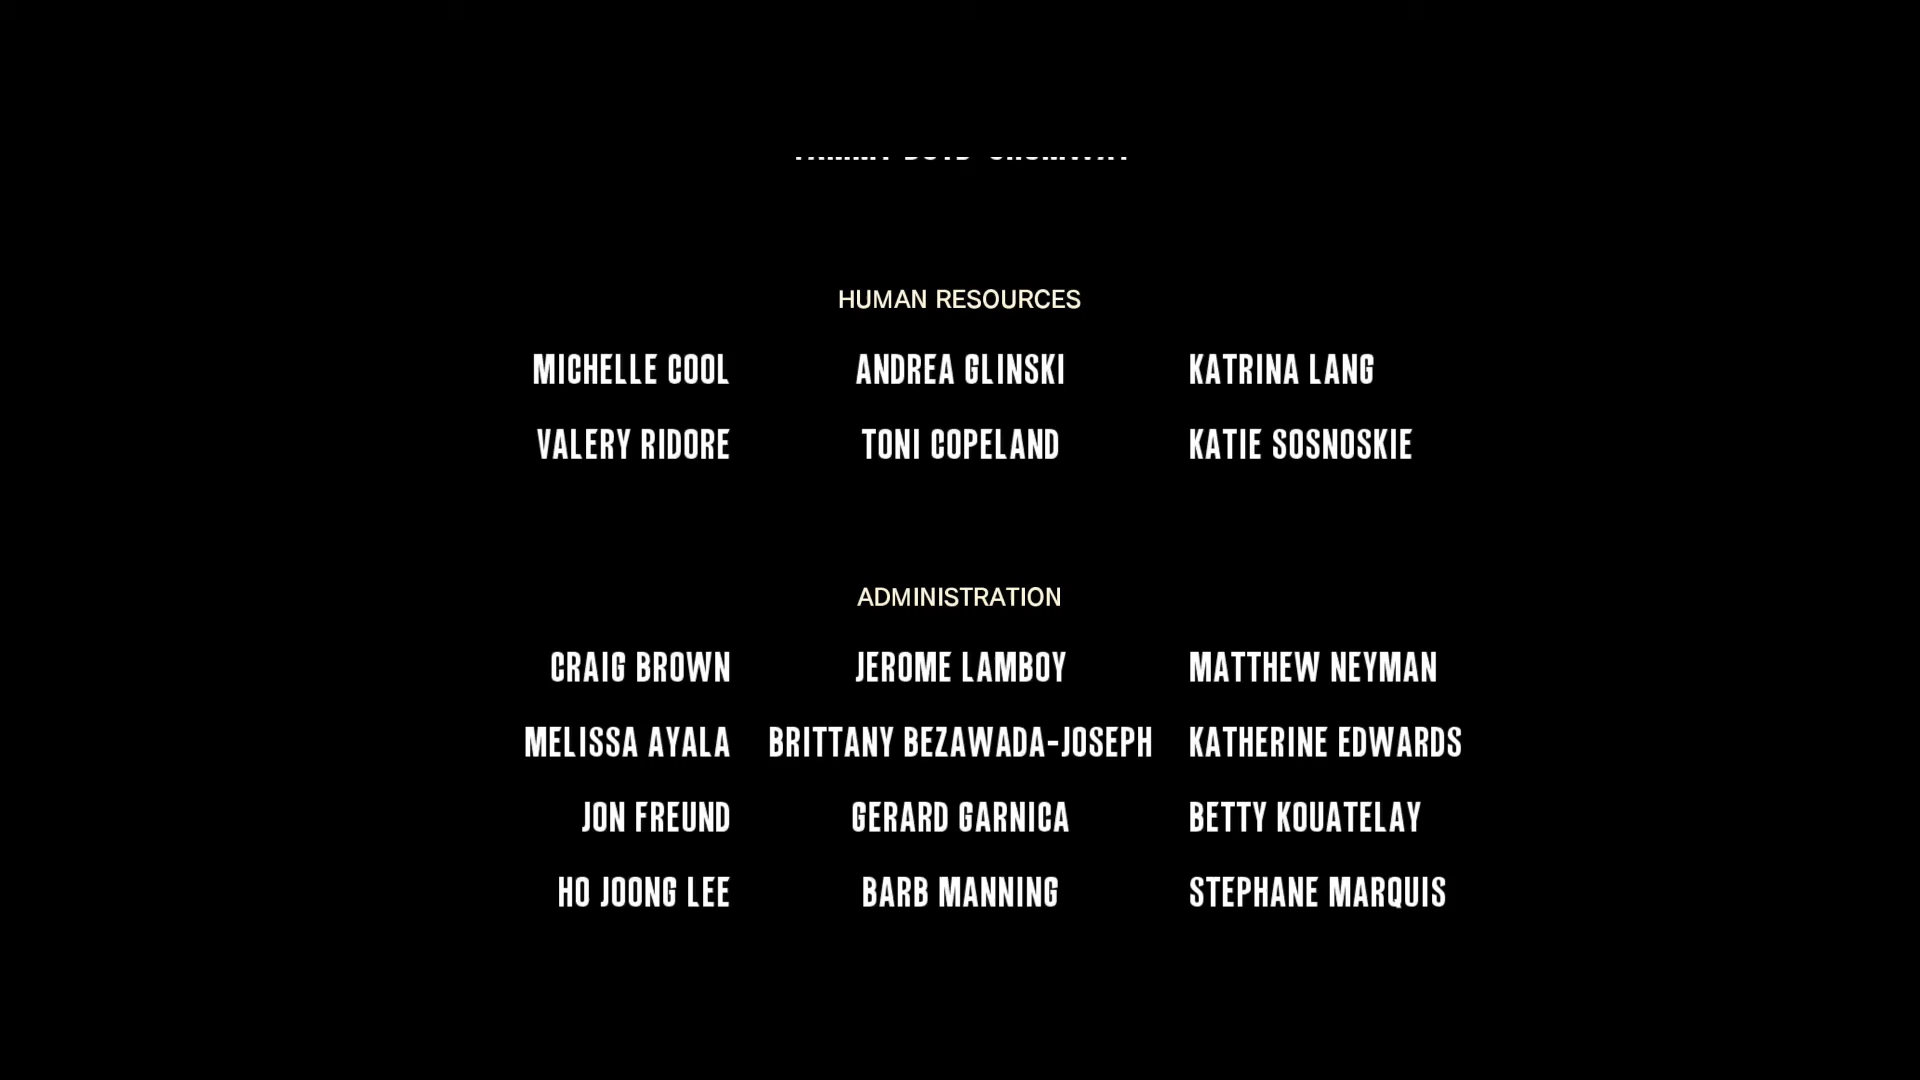 HUMAN RESOURCES
MICHELLE COOL ANDREA GLINSKI KATRINA LANG
VALERY RIDORE TONI COPELAND KATIE SOSNOSKIE
ADMINISTRATION
CRAIG BROWN JEROME LAMBOY MATTHEW NEYMAN
MELISSA AYALA BRITTANY BEZAWADA-JOSEPH KATHERINE EDWARDS
JON FREUND GERARD GARNICA BETTY KOUATELAY
HO JOONG LEE BARB MANNING STEPHANE MARQUIS